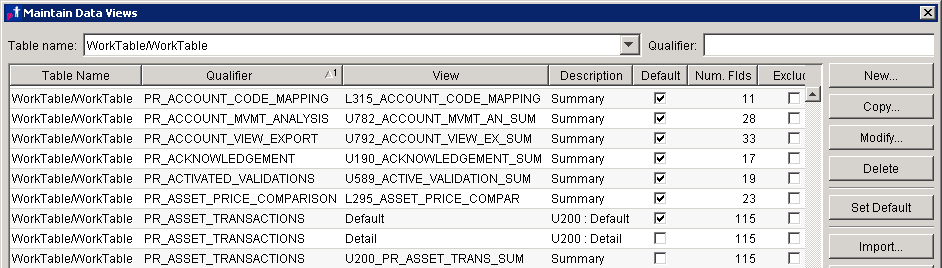 Maintain Data Views
Table name: WorkTable/WorkTable Qualifier:
Table Name Qualifier 1 View Description Default Num. Flds Exclud
WorkTable/WorkTable PR_ACCOUNT_CODE_MAPPING L315_ACCOUNT_CODE_MAPPING Summary 11
WorkTable/WorkTable PR_ACCOUNT_MVMT_ANALYSIS U782_ACCOUNT_MVMT_AN_SUM Summary 28
WorkTable/WorkTable PR_ACCOUNT_VIEW_EXPORT U792_ACCOUNT_VIEW_EX_SUM Summary 33
WorkTable/WorkTable PR_ACKNOWLEDGEMENT U190_ACKNOWLEDGEMENT_SUM Summary 17
WorkTable/WorkTable PR_ACTIVATED_VALIDATIONS U589_ACTIVE_VALIDATION_SUM Summary 19
WorkTable/WorkTable PR_ASSET_PRICE_COMPARISON L295_ASSET_PRICE_COMPAR Summary 23
WorkTable/WorkTable PR_ASSET_TRANSACTIONS Default U200 : Default 115
WorkTable/WorkTable PR_ASSET_TRANSACTIONS Detail U200 : Detail 115
WorkTable/WorkTable PR_ASSET_TRANSACTIONS U200_PR_ASSET_TRANS_SUM Summary 115
New...
Copy...
Modify...
Delete
Set Default
Import...